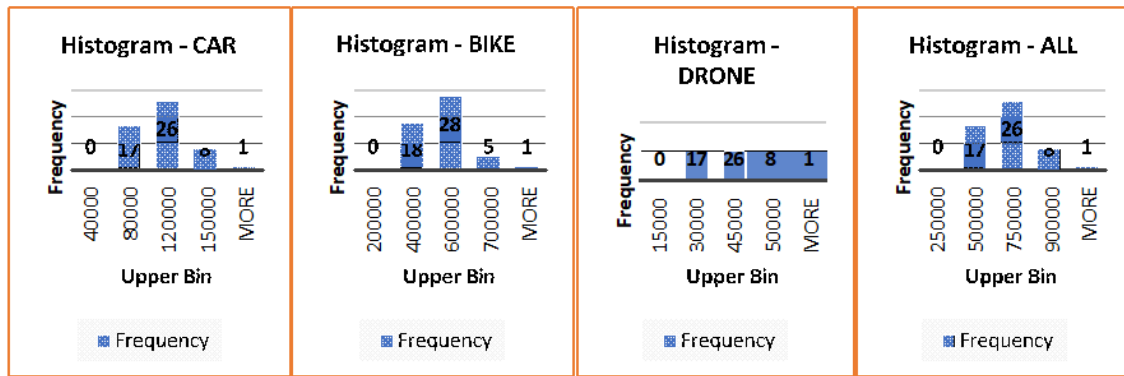 Histogram - CAR
Frequency
0
17
26
1
40000
80000
120000
150000
MORE
Upper Bin
Frequency
Histogram - BIKE
Frequency
0
18
28
5
1
200000
400000
600000
700000
MORE
Upper Bin
Frequency
Histogram -
DRONE
Frequency
0
17
26
8
1
15000
30000
45000
50000
MORE
Upper Bin
Frequency
Histogram - ALL
Frequency
0
17
26
1
250000
500000
750000
900000
MORE
Upper Bin
Frequency